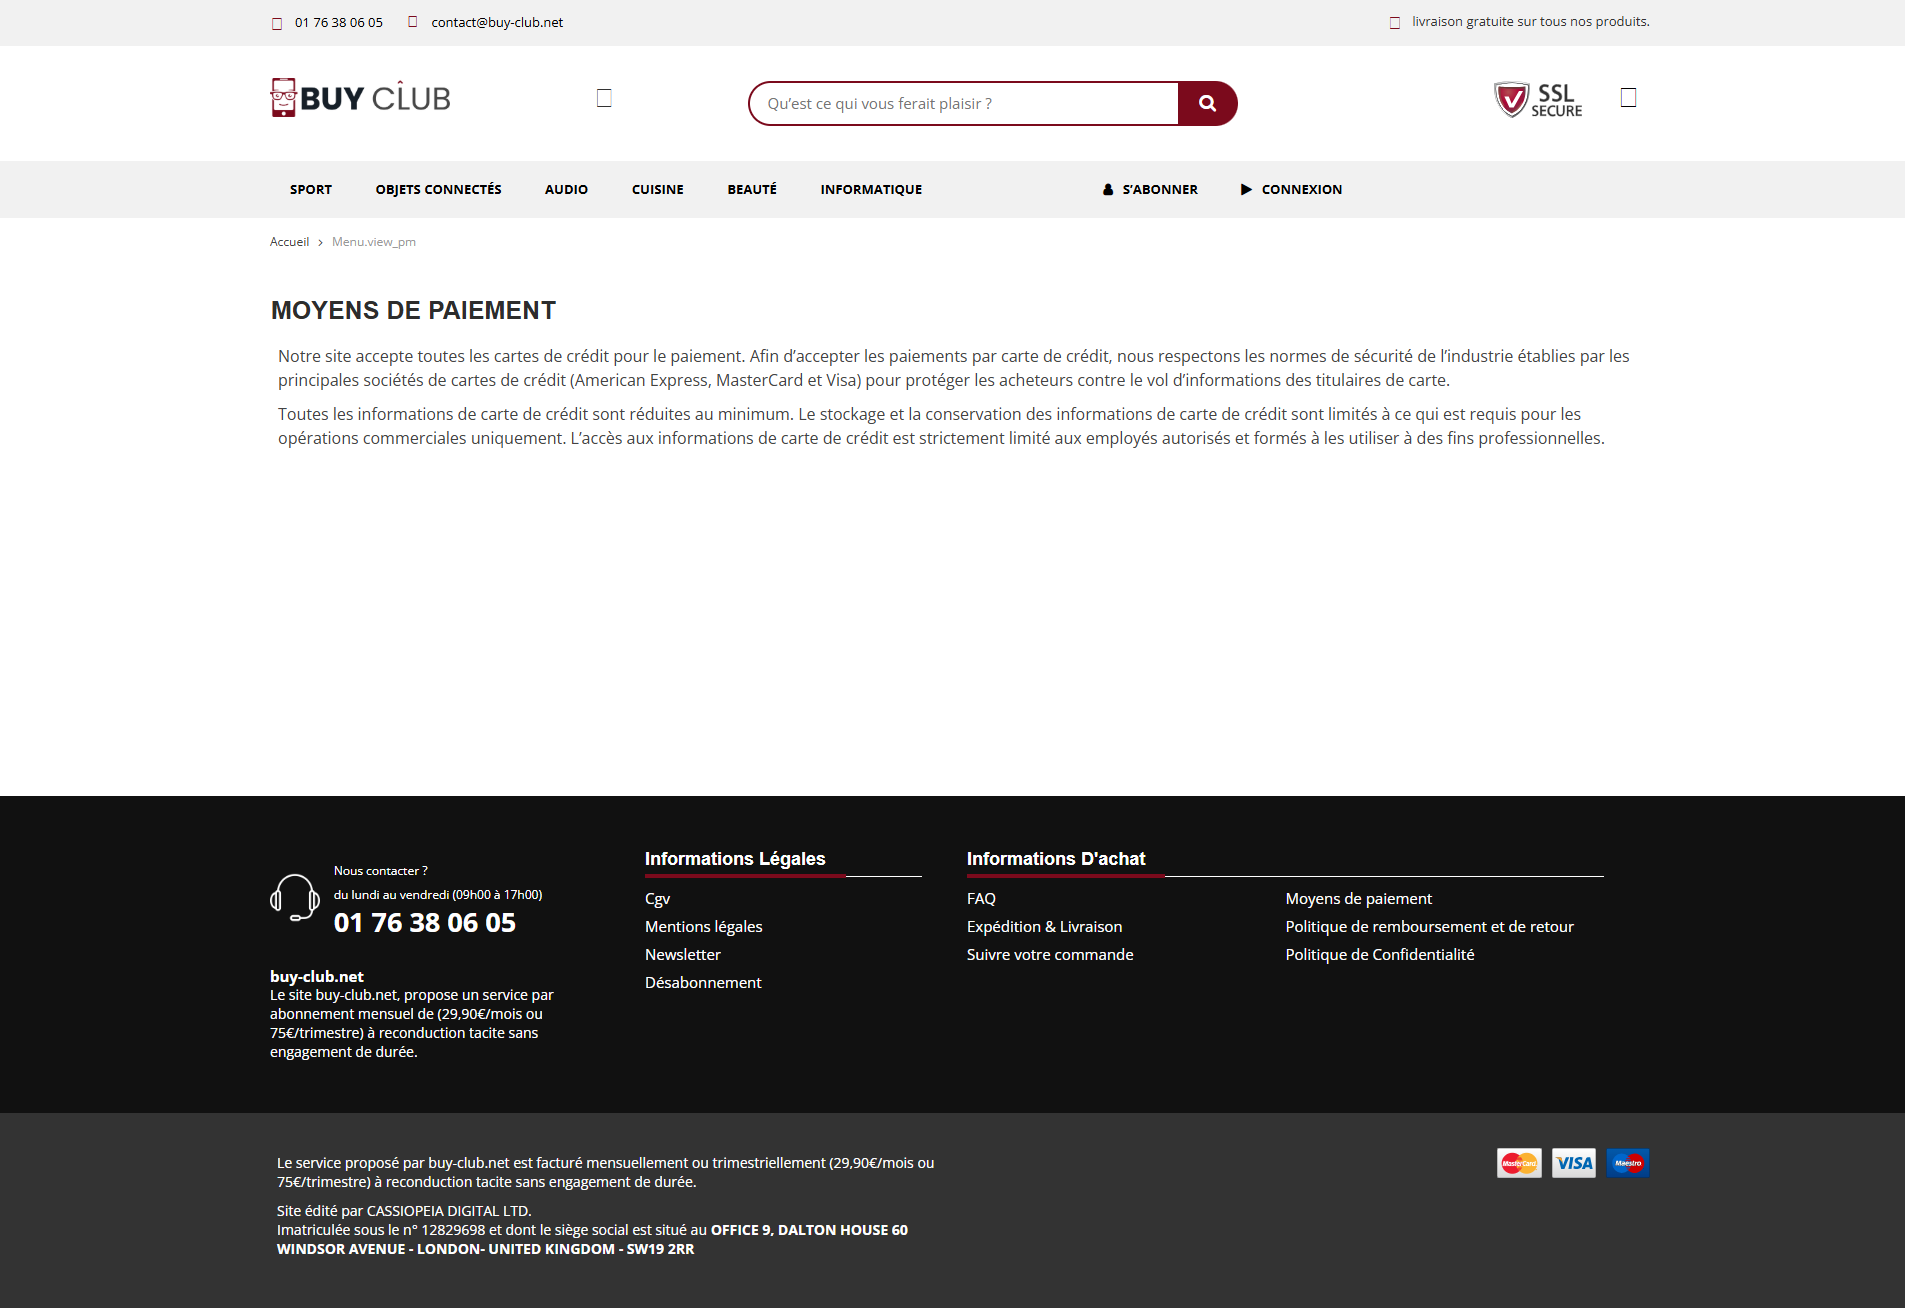 01 76 38 06 05 contact@buy-club.net livraison gratuite sur tous nos produits.
BUY CLUB
Qu’est ce qui vous ferait plaisir ?
SSL
SECURE
SPORT OBJETS CONNECTÉS AUDIO CUISINE BEAUTÉ INFORMATIQUE S’ABONNER CONNEXION
Accueil > Menu.view_pm
MOYENS DE PAIEMENT
Notre site accepte toutes les cartes de crédit pour le paiement. Afin d’accepter les paiements par carte de crédit, nous respectons les normes de sécurité de l’industrie établies par les
principales sociétés de cartes de crédit (American Express, MasterCard et Visa) pour protéger les acheteurs contre le vol d’informations des titulaires de carte.
Toutes les informations de carte de crédit sont réduites au minimum. Le stockage et la conservation des informations de carte de crédit sont limités à ce qui est requis pour les
opérations commerciales uniquement. L’accès aux informations de carte de crédit est strictement limité aux employés autorisés et formés à les utiliser à des fins professionnelles.
Nous contacter ?
du lundi au vendredi (09h00 à 17h00)
01 76 38 06 05
buy-club.net
Le site buy-club.net, propose un service par
abonnement mensuel de (29,90€/mois ou
75€/trimestre) à reconduction tacite sans
engagement de durée.
Informations Légales
Cgv
Mentions légales
Newsletter
Désabonnement
Informations D'achat
FAQ
Expédition & Livraison
Suivre votre commande
Moyens de paiement
Politique de remboursement et de retour
Politique de Confidentialité
Le service proposé par buy-club.net est facturé mensuellement ou trimestriellement (29,90€/mois ou
75€/trimestre) à reconduction tacite sans engagement de durée.
Site édité par CASSIOPEIA DIGITAL LTD.
Imatriculée sous le n° 12829698 et dont le siège social est situé au OFFICE 9, DALTON HOUSE 60
WINDSOR AVENUE - LONDON- UNITED KINGDOM - SW19 2RR
MasterCard VISA Maestro